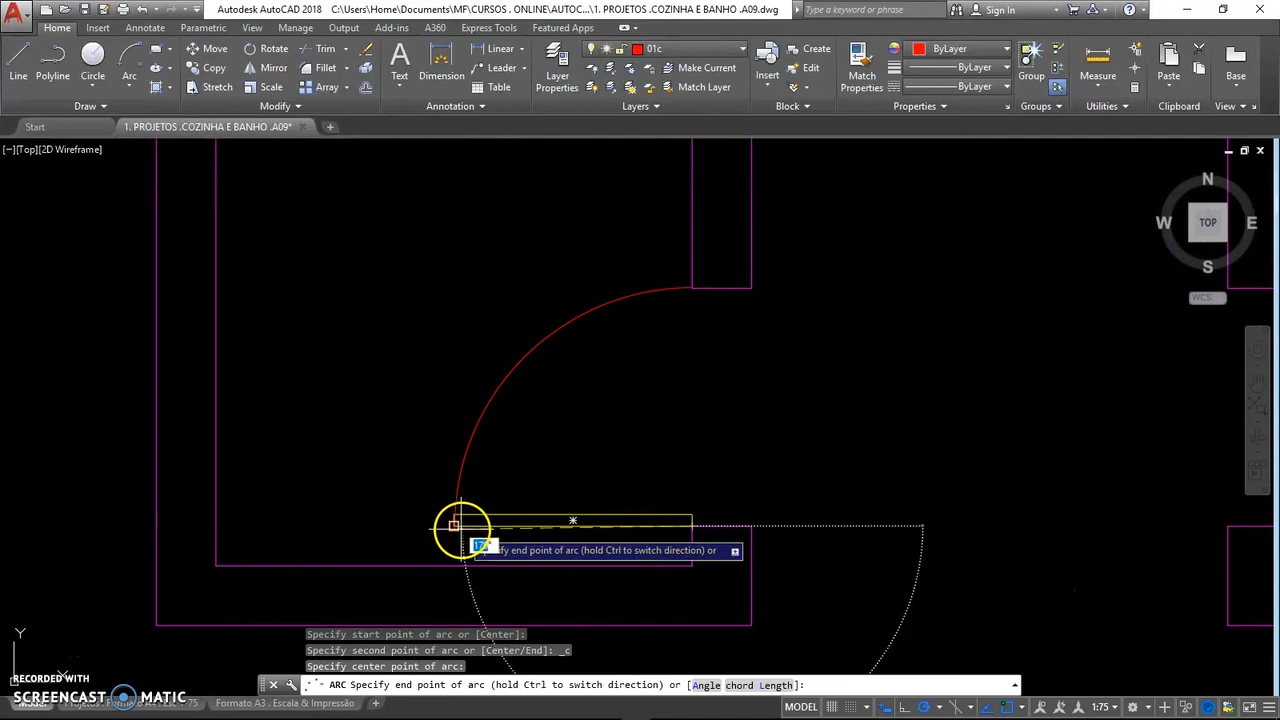 Autodesk AutoCAD 2018 C:\Users\Home\Documents\MF\CURSOS . ONLINE\AUTOC...\1. PROJETOS .COZINHA E BANHO .A09.dwg
Type a keyword or phrase
Sign In
Home Insert Annotate Parametric View Manage Output Add-ins A360 Express Tools Featured Apps
Line Polyline Circle Arc
Move Rotate Trim
Copy Mirror Fillet
Stretch Scale Array
Text Dimension
Linear
Leader
Table
Layer Properties
01c
Make Current
Match Layer
Insert
Create
Edit
Match Properties
ByLayer
ByLayer
ByLayer
Group
Measure
Paste
Base
Draw Modify Annotation Layers Block Properties Groups Utilities Clipboard View
Start
1. PROJETOS .COZINHA E BANHO .A09*
[−][Top][2D Wireframe]
N
W TOP E
S
WCS
end point of arc (hold Ctrl to switch direction) or
Y
Specify start point of arc or [Center]:
Specify second point of arc or [Center/End]: _c
Specify center point of arc:
ARC Specify end point of arc (hold Ctrl to switch direction) or [Angle chord Length]:
RECORDED WITH
SCREENCAST MATIC
Formato A3 . Escala & Impressão
MODEL
1:75